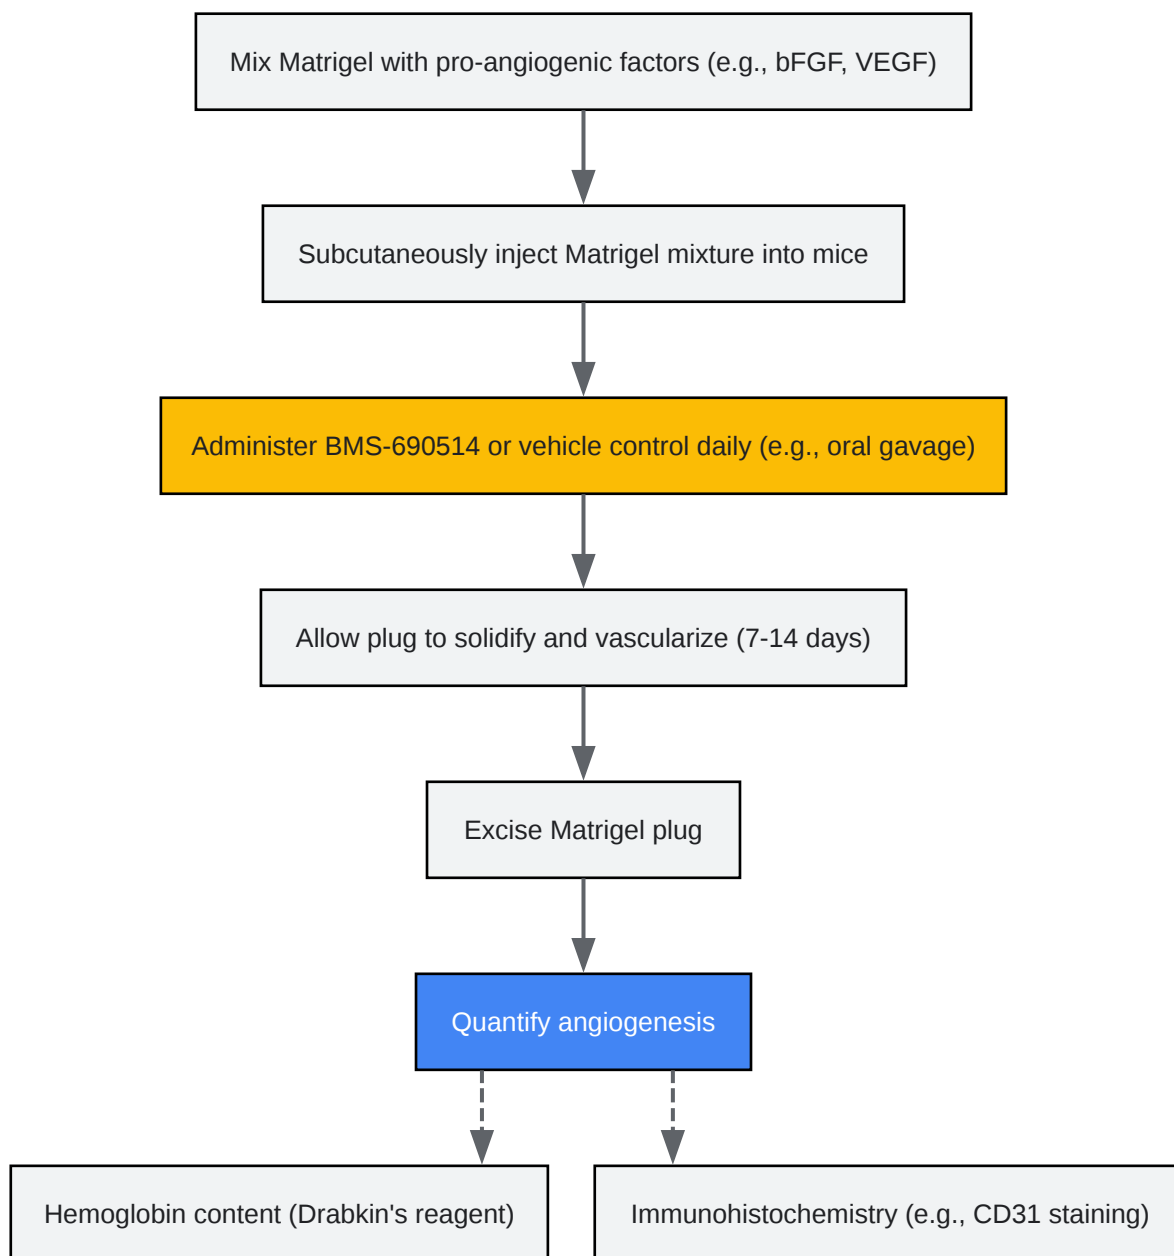 Mix Matrigel with pro-angiogenic factors (e.g., bFGF, VEGF)
Subcutaneously inject Matrigel mixture into mice
Administer BMS-690514 or vehicle control daily (e.g., oral gavage)
Allow plug to solidify and vascularize (7-14 days)
Excise Matrigel plug
Quantify angiogenesis
Hemoglobin content (Drabkin's reagent)
Immunohistochemistry (e.g., CD31 staining)